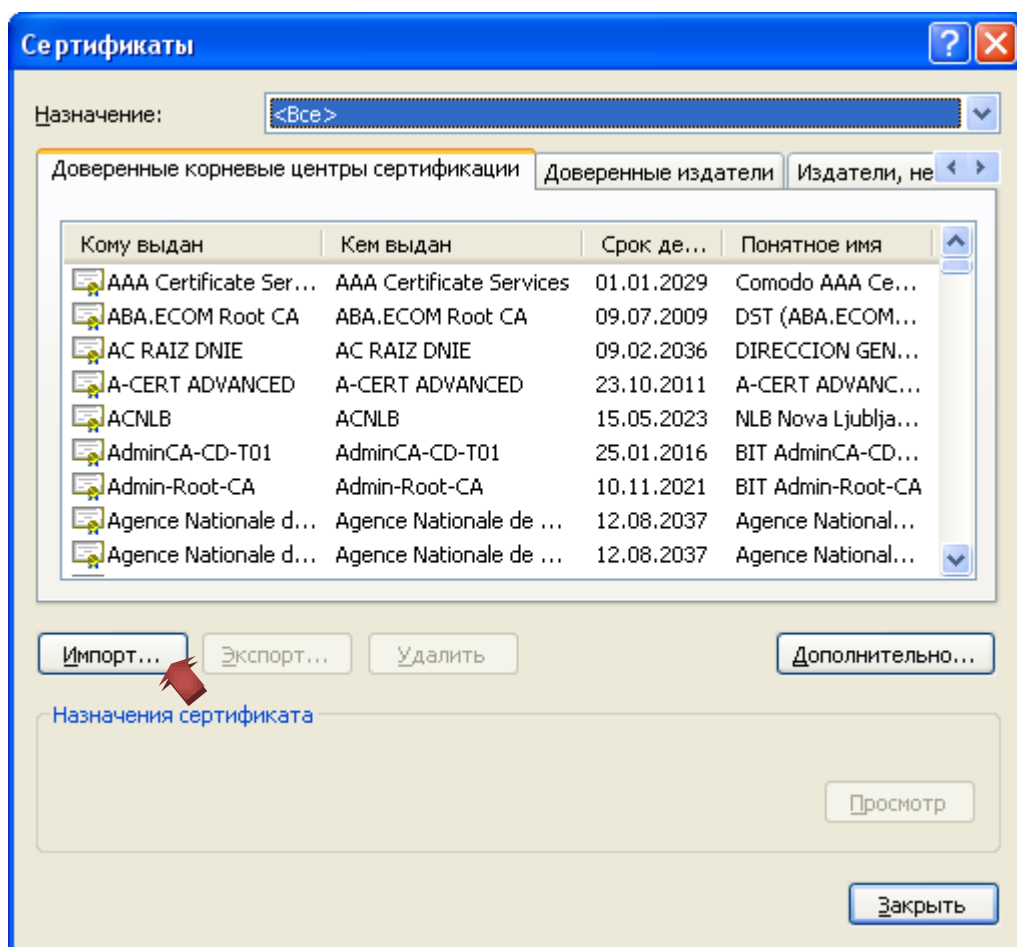 Сертификаты
Назначение: <Все>
Доверенные корневые центры сертификации Доверенные издатели Издатели, не
Кому выдан Кем выдан Срок де... Понятное имя
AAA Certificate Ser... AAA Certificate Services 01.01.2029 Comodo AAA Ce...
ABA.ECOM Root CA ABA.ECOM Root CA 09.07.2009 DST (ABA.ECOM...
AC RAIZ DNIE AC RAIZ DNIE 09.02.2036 DIRECCION GEN...
A-CERT ADVANCED A-CERT ADVANCED 23.10.2011 A-CERT ADVANC...
ACNLB ACNLB 15.05.2023 NLB Nova Ljublja...
AdminCA-CD-T01 AdminCA-CD-T01 25.01.2016 BIT AdminCA-CD...
Admin-Root-CA Admin-Root-CA 10.11.2021 BIT Admin-Root-CA
Agence Nationale d... Agence Nationale de ... 12.08.2037 Agence National...
Agence Nationale d... Agence Nationale de ... 12.08.2037 Agence National...
Импорт... Экспорт... Удалить Дополнительно...
Назначения сертификата
Просмотр
Закрыть